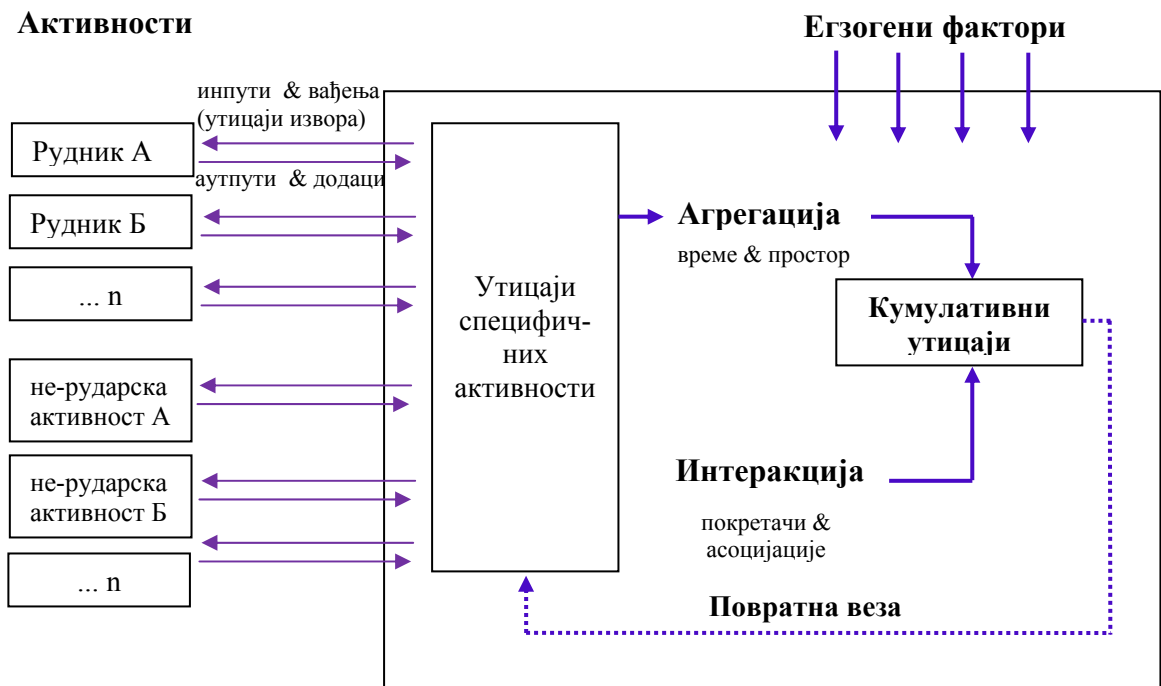 Активности
Егзогени фактори
инпути & вађења
(утицаји извора)
Рудник А
аутпути & додаци
Рудник Б
... n
не-рударска
активност А
не-рударска
активност Б
... n
Утицаји
специфич-
них
активности
Агрегација
време & простор
Кумулативни
утицаји
Интеракција
покретачи &
асоцијације
Повратна веза